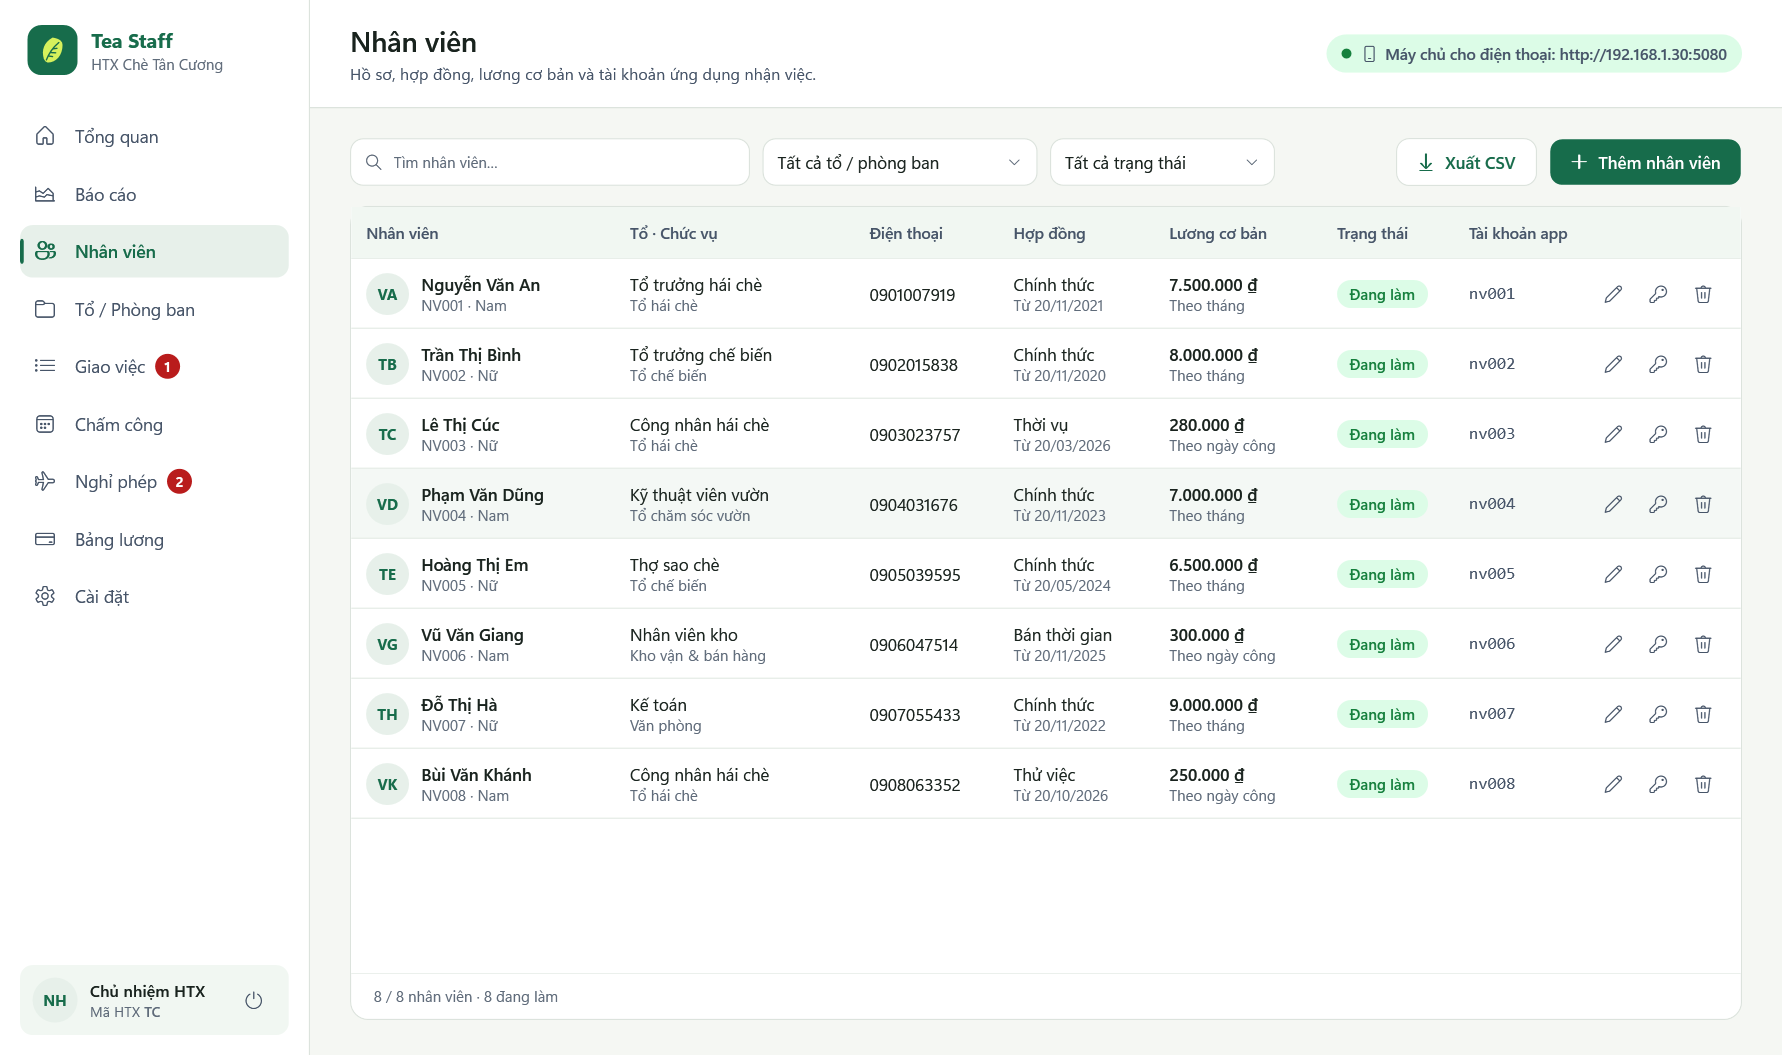 Tea Staff
HTX Chè Tân Cương
Tổng quan
Báo cáo
Nhân viên
Tổ / Phòng ban
Giao việc 1
Chấm công
Nghỉ phép 2
Bảng lương
Cài đặt
NH
Chủ nhiệm HTX
Mã HTX TC
Nhân viên
Hồ sơ, hợp đồng, lương cơ bản và tài khoản ứng dụng nhận việc.
Máy chủ cho điện thoại: http://192.168.1.30:5080
Tìm nhân viên...
Tất cả tổ / phòng ban
Tất cả trạng thái
Xuất CSV
Thêm nhân viên
Nhân viên Tổ · Chức vụ Điện thoại Hợp đồng Lương cơ bản Trạng thái Tài khoản app
VA Nguyễn Văn An Tổ trưởng hái chè 0901007919 Chính thức 7.500.000 ₫ Đang làm nv001
NV001 · Nam Tổ hái chè Từ 20/11/2021 Theo tháng
TB Trần Thị Bình Tổ trưởng chế biến 0902015838 Chính thức 8.000.000 ₫ Đang làm nv002
NV002 · Nữ Tổ chế biến Từ 20/11/2020 Theo tháng
TC Lê Thị Cúc Công nhân hái chè 0903023757 Thời vụ 280.000 ₫ Đang làm nv003
NV003 · Nữ Tổ hái chè Từ 20/03/2026 Theo ngày công
VD Phạm Văn Dũng Kỹ thuật viên vườn 0904031676 Chính thức 7.000.000 ₫ Đang làm nv004
NV004 · Nam Tổ chăm sóc vườn Từ 20/11/2023 Theo tháng
TE Hoàng Thị Em Thợ sao chè 0905039595 Chính thức 6.500.000 ₫ Đang làm nv005
NV005 · Nữ Tổ chế biến Từ 20/05/2024 Theo tháng
VG Vũ Văn Giang Nhân viên kho 0906047514 Bán thời gian 300.000 ₫ Đang làm nv006
NV006 · Nam Kho vận & bán hàng Từ 20/11/2025 Theo ngày công
TH Đỗ Thị Hà Kế toán 0907055433 Chính thức 9.000.000 ₫ Đang làm nv007
NV007 · Nữ Văn phòng Từ 20/11/2022 Theo tháng
VK Bùi Văn Khánh Công nhân hái chè 0908063352 Thử việc 250.000 ₫ Đang làm nv008
NV008 · Nam Tổ hái chè Từ 20/10/2026 Theo ngày công
8 / 8 nhân viên · 8 đang làm